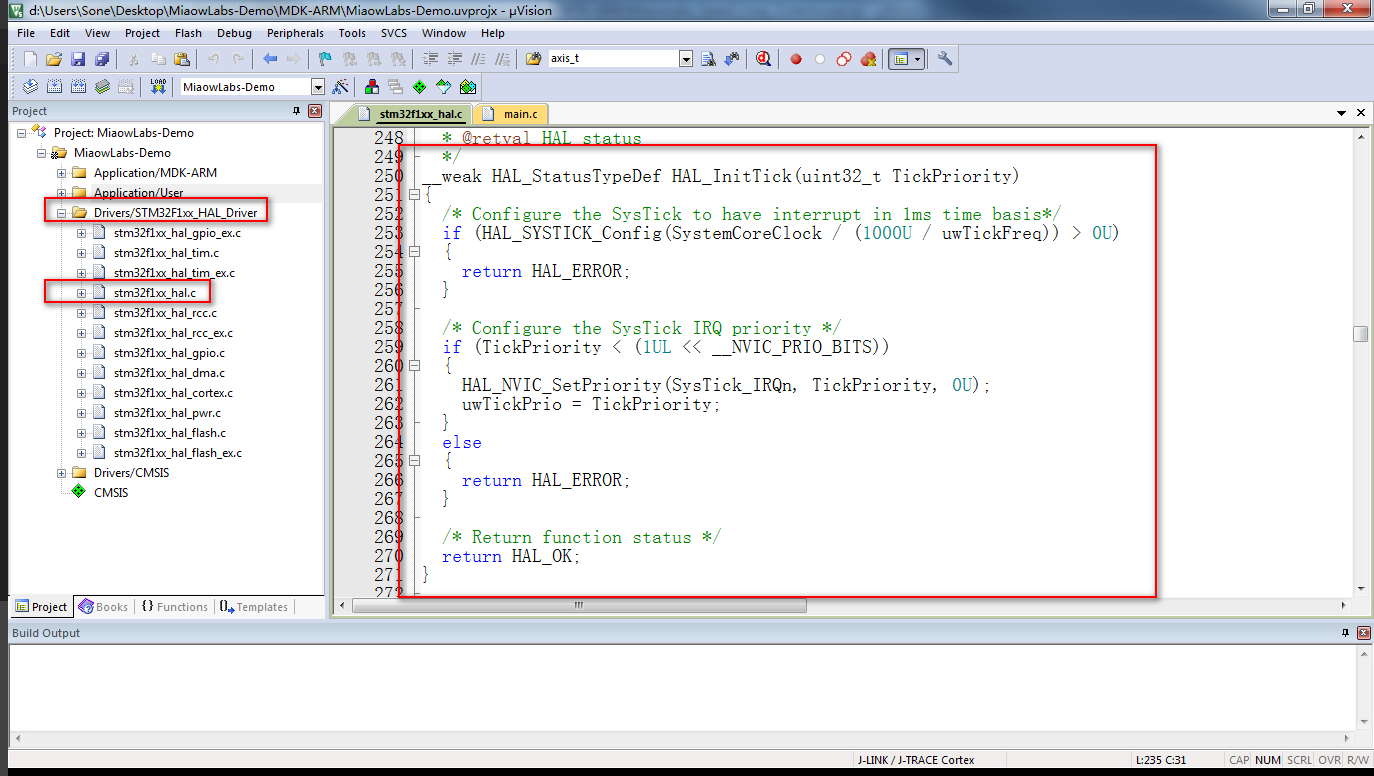 d:\Users\Sone\Desktop\MiaowLabs-Demo\MDK-ARM\MiaowLabs-Demo.uvprojx - µVision
File Edit View Project Flash Debug Peripherals Tools SVCS Window Help
axis_t
LOAD MiaowLabs-Demo
Project
Project: MiaowLabs-Demo
MiaowLabs-Demo
Application/MDK-ARM
Application/User
Drivers/STM32F1xx_HAL_Driver
stm32f1xx_hal_gpio_ex.c
stm32f1xx_hal_tim.c
stm32f1xx_hal_tim_ex.c
stm32f1xx_hal.c
stm32f1xx_hal_rcc.c
stm32f1xx_hal_rcc_ex.c
stm32f1xx_hal_gpio.c
stm32f1xx_hal_dma.c
stm32f1xx_hal_cortex.c
stm32f1xx_hal_pwr.c
stm32f1xx_hal_flash.c
stm32f1xx_hal_flash_ex.c
Drivers/CMSIS
CMSIS
Project Books {} Functions Templates
stm32f1xx_hal.c main.c
248 * @retval HAL status
249 */
250 __weak HAL_StatusTypeDef HAL_InitTick(uint32_t TickPriority)
251 {
252 /* Configure the SysTick to have interrupt in 1ms time basis*/
253 if (HAL_SYSTICK_Config(SystemCoreClock / (1000U / uwTickFreq)) > 0U)
254 {
255 return HAL_ERROR;
256 }
257
258 /* Configure the SysTick IRQ priority */
259 if (TickPriority < (1UL << __NVIC_PRIO_BITS))
260 {
261 HAL_NVIC_SetPriority(SysTick_IRQn, TickPriority, 0U);
262 uwTickPrio = TickPriority;
263 }
264 else
265 {
266 return HAL_ERROR;
267 }
268
269 /* Return function status */
270 return HAL_OK;
271 }
272
Build Output
J-LINK / J-TRACE Cortex L:235 C:31 CAP NUM SCRL OVR R/W